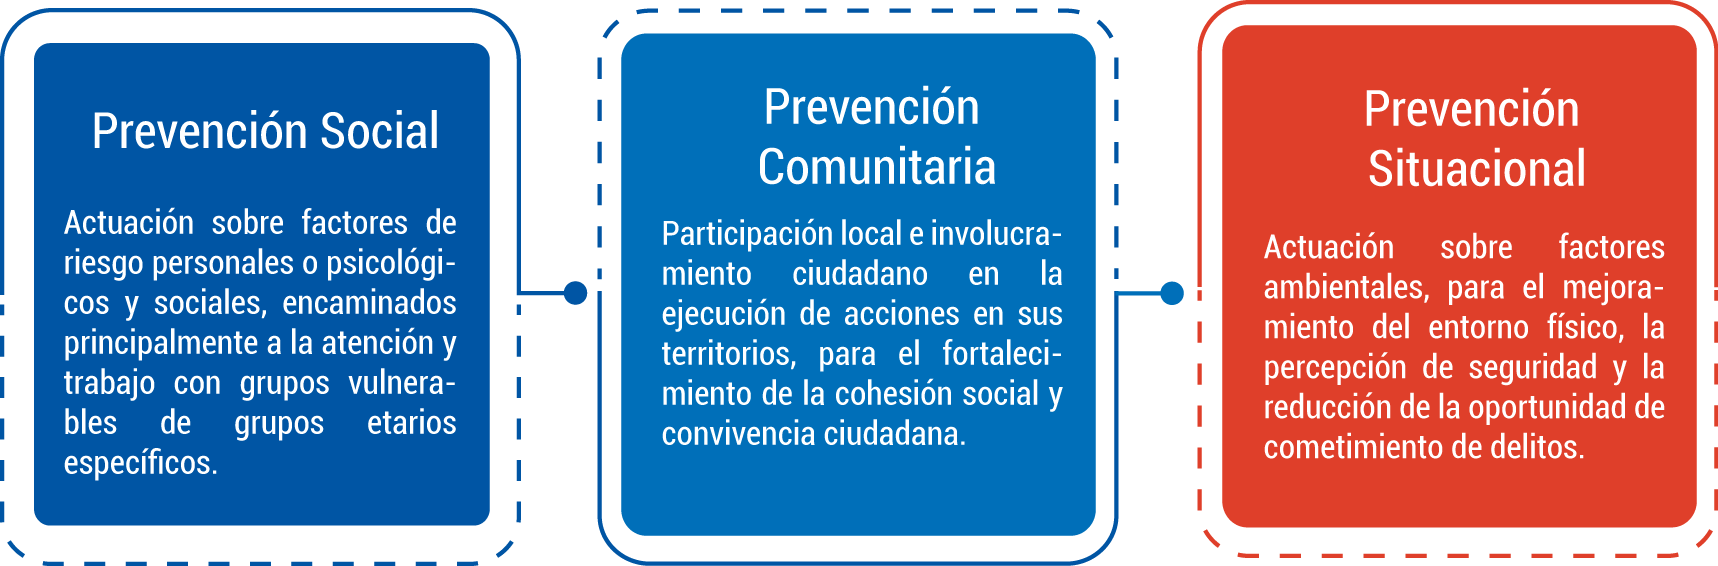 Prevención Social
Actuación sobre factores de
riesgo personales o psicológi-
cos y sociales, encaminados
principalmente a la atención y
trabajo con grupos vulnera-
bles de grupos etarios
específicos.
Prevención
Comunitaria
Participación local e involucra-
miento ciudadano en la
ejecución de acciones en sus
territorios, para el fortaleci-
miento de la cohesión social y
convivencia ciudadana.
Prevención
Situacional
Actuación sobre factores
ambientales, para el mejora-
miento del entorno físico, la
percepción de seguridad y la
reducción de la oportunidad de
cometimiento de delitos.